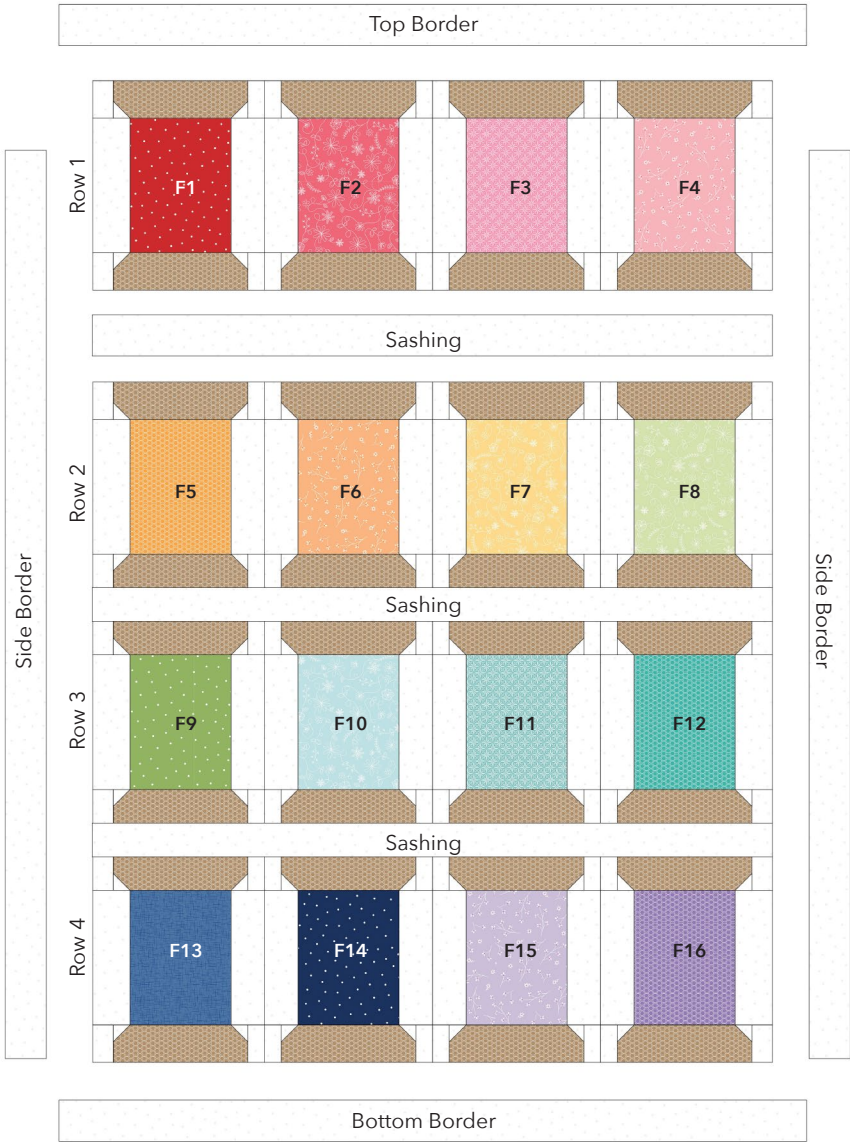 Top Border
Row 1
F1
F2
F3
F4
Sashing
Row 2
F5
F6
F7
F8
Side Border
Side Border
Sashing
Row 3
F9
F10
F11
F12
Sashing
Row 4
F13
F14
F15
F16
Bottom Border